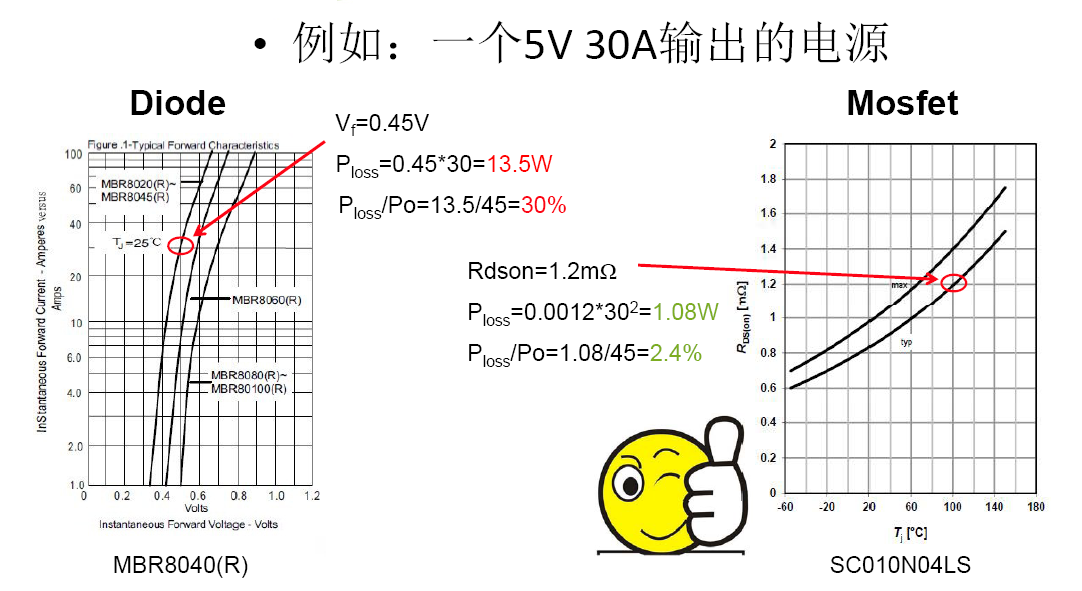 • 例如：一个5V 30A输出的电源
Diode
Figure .1-Typical Forward Characteristics
InStantaneous Forward Current - Amperes versus
Amps
100
60
40
20
10
6.0
4.0
2.0
1.0
MBR8020(R)~
MBR8045(R)
TJ=25℃
MBR8060(R)
MBR8080(R)~
MBR80100(R)
0 0.2 0.4 0.6 0.8 1.0 1.2
Volts
Instantaneous Forward Voltage - Volts
MBR8040(R)
Vf=0.45V
Ploss=0.45*30=13.5W
Ploss/Po=13.5/45=30%
Rdson=1.2mΩ
Ploss=0.0012*30²=1.08W
Ploss/Po=1.08/45=2.4%
Mosfet
RDS(on) [mΩ]
2
1.8
1.6
1.4
1.2
1
0.8
0.6
0.4
0.2
0
max
typ
-60 -20 20 60 100 140 180
Tj [°C]
SC010N04LS